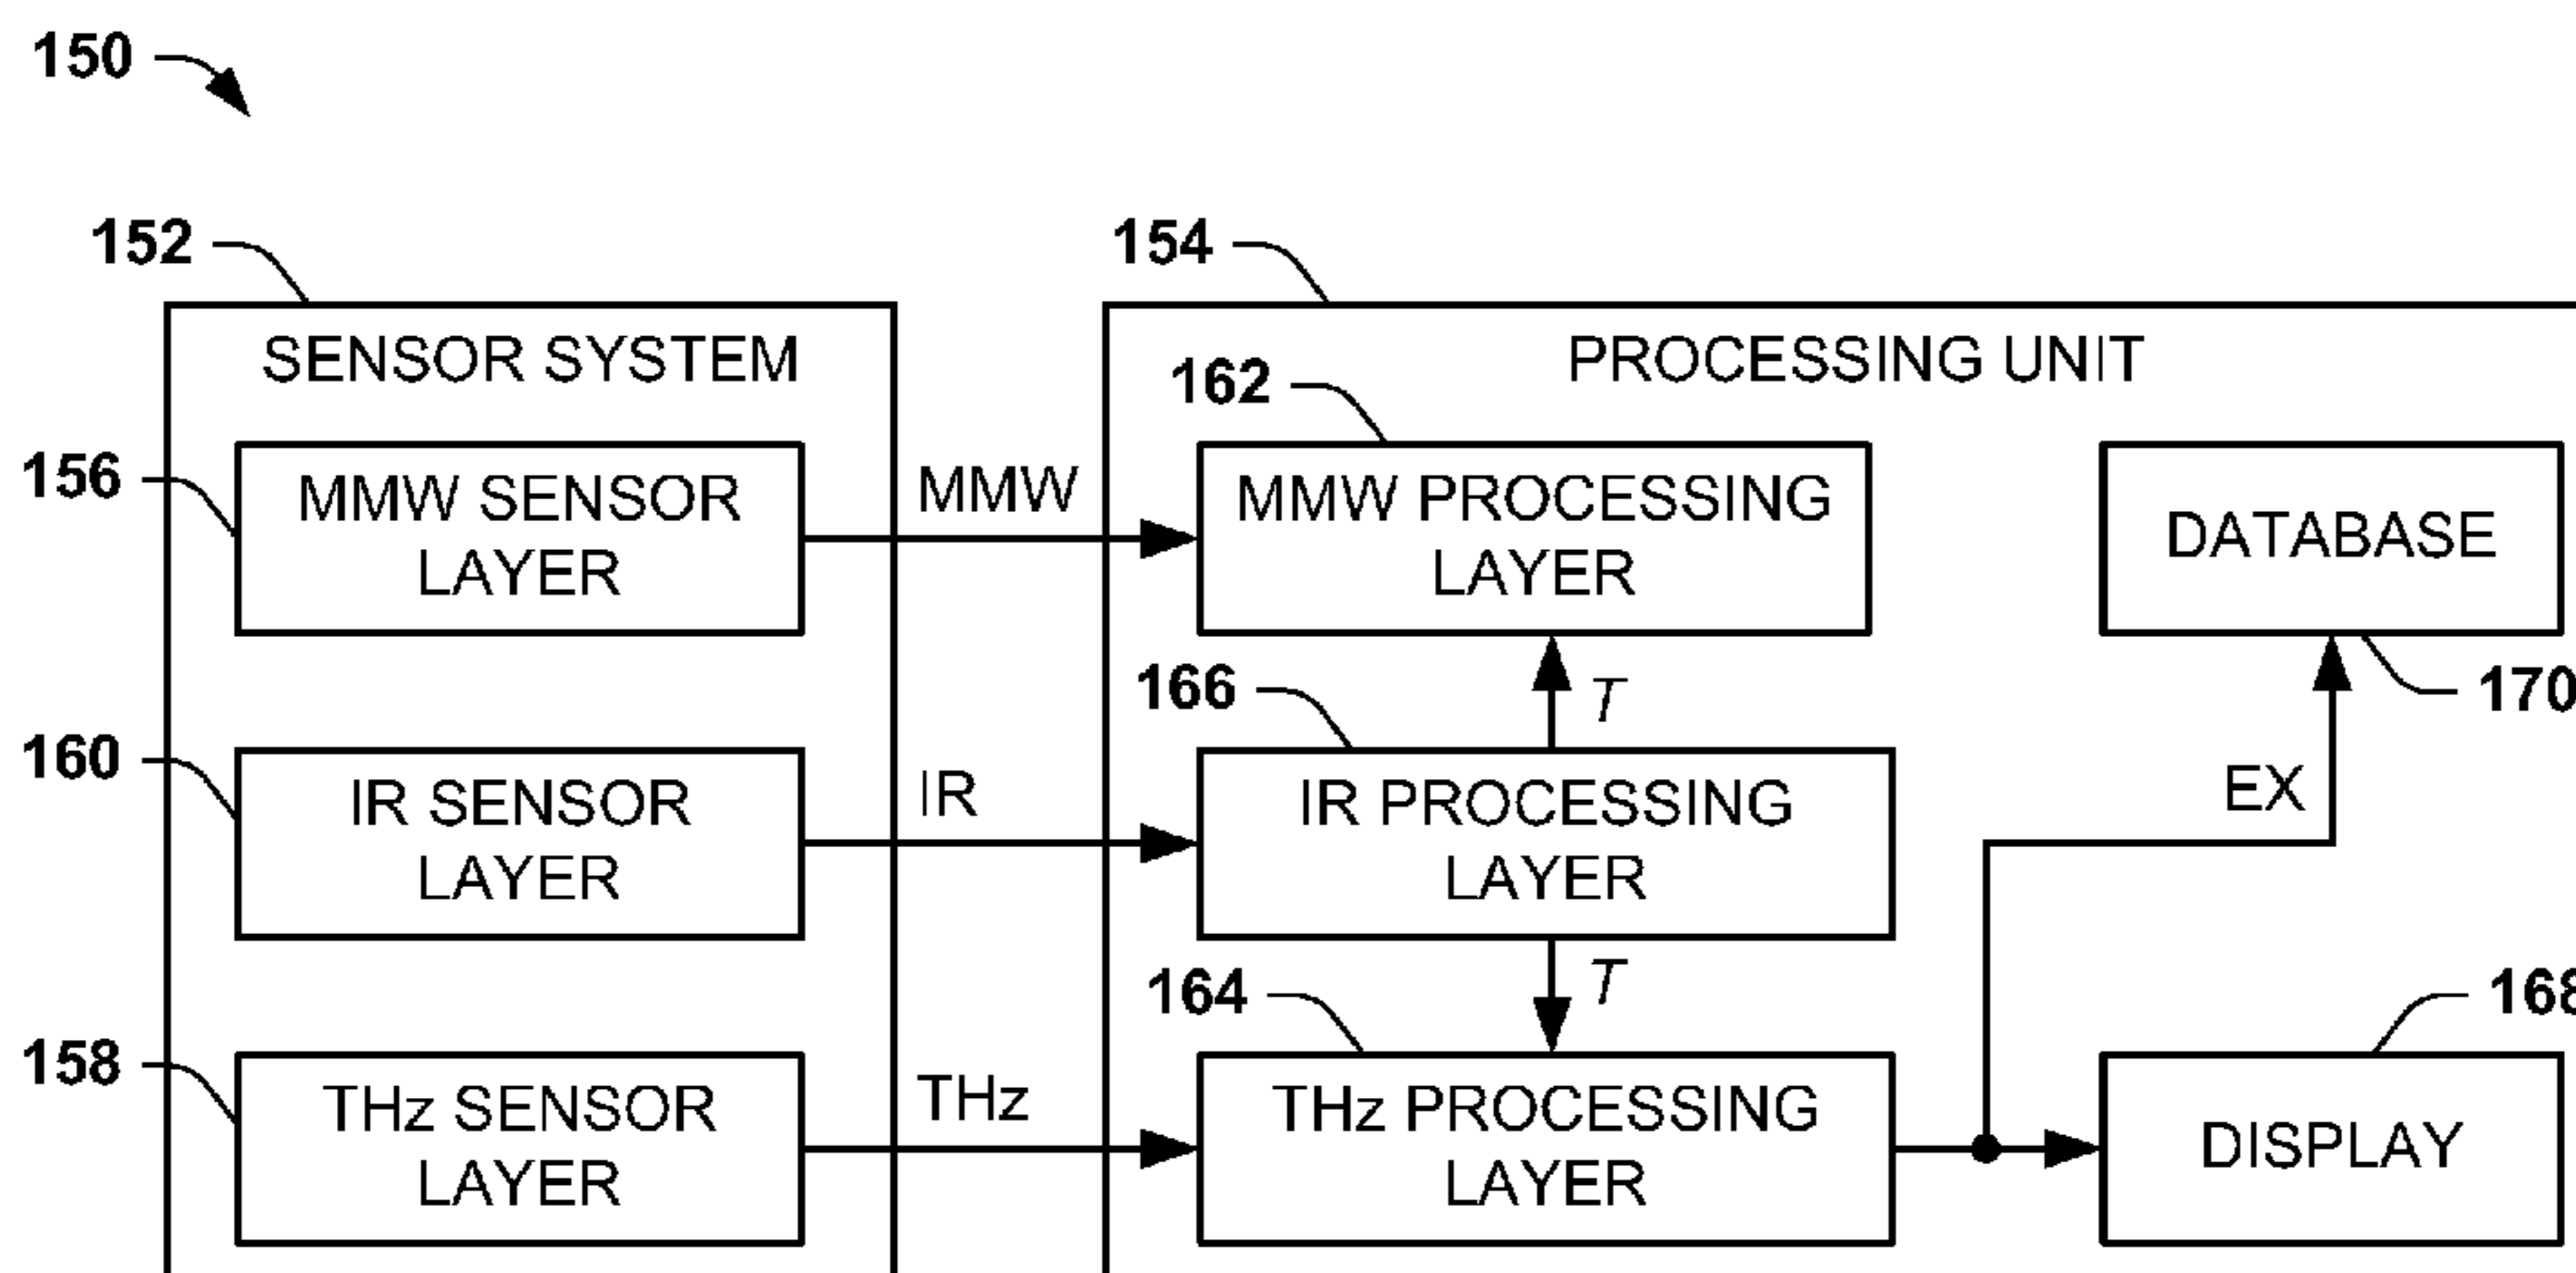 150
152
154
SENSOR SYSTEM
PROCESSING UNIT
162
156
MMW SENSOR
LAYER
MMW
MMW PROCESSING
LAYER
DATABASE
170
166
T
160
IR SENSOR
LAYER
IR
IR PROCESSING
LAYER
EX
T
164
168
158
THz SENSOR
LAYER
THz
THz PROCESSING
LAYER
DISPLAY